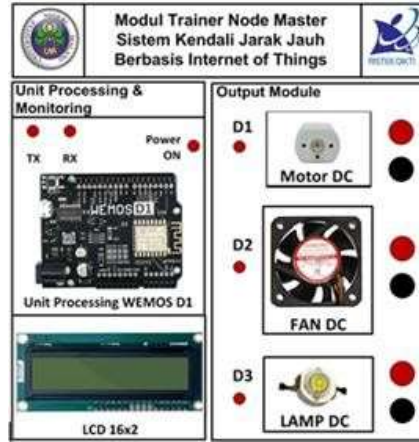 Modul Trainer Node Master
Sistem Kendali Jarak Jauh
Berbasis Internet of Things
RISTEK DIKTI
Unit Processing &
Monitoring
TX
RX
Power
ON
WEMOS D1
Unit Processing WEMOS D1
LCD 16x2
Output Module
D1
Motor DC
D2
FAN DC
D3
LAMP DC